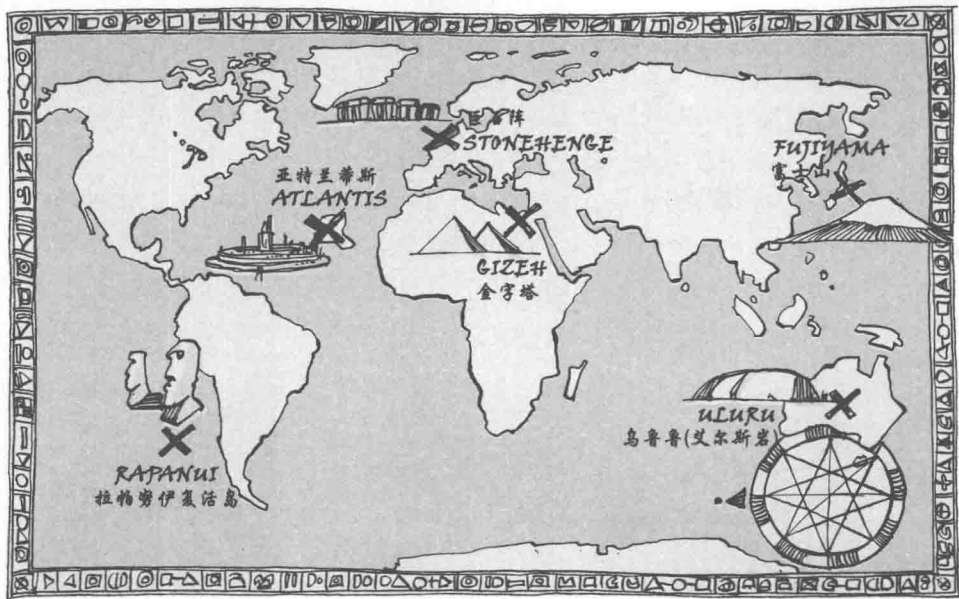 巨石阵
STONEHENGE
FUJIYAMA
富士山
亚特兰蒂斯
ATLANTIS
GIZEH
金字塔
ULURU
乌鲁鲁(艾尔斯岩)
RAPANUI
拉帕努伊复活岛